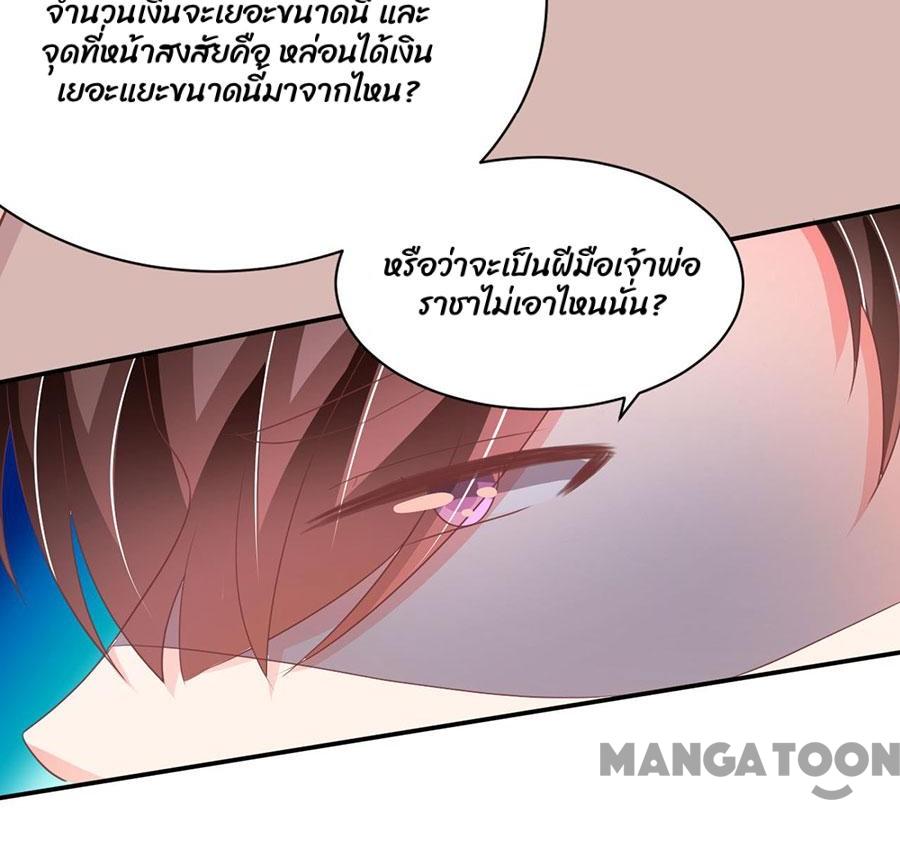 จำนวนเงินจะเยอะขนาดนี้ และ
จุดที่หน้าสงสัยคือ หล่อนได้เงิน
เยอะแยะขนาดนี้มาจากไหน?
หรือว่าจะเป็นฝีมือเจ้าพ่อ
ราชาไม่เอาไหนนั่น?
MANGATOON